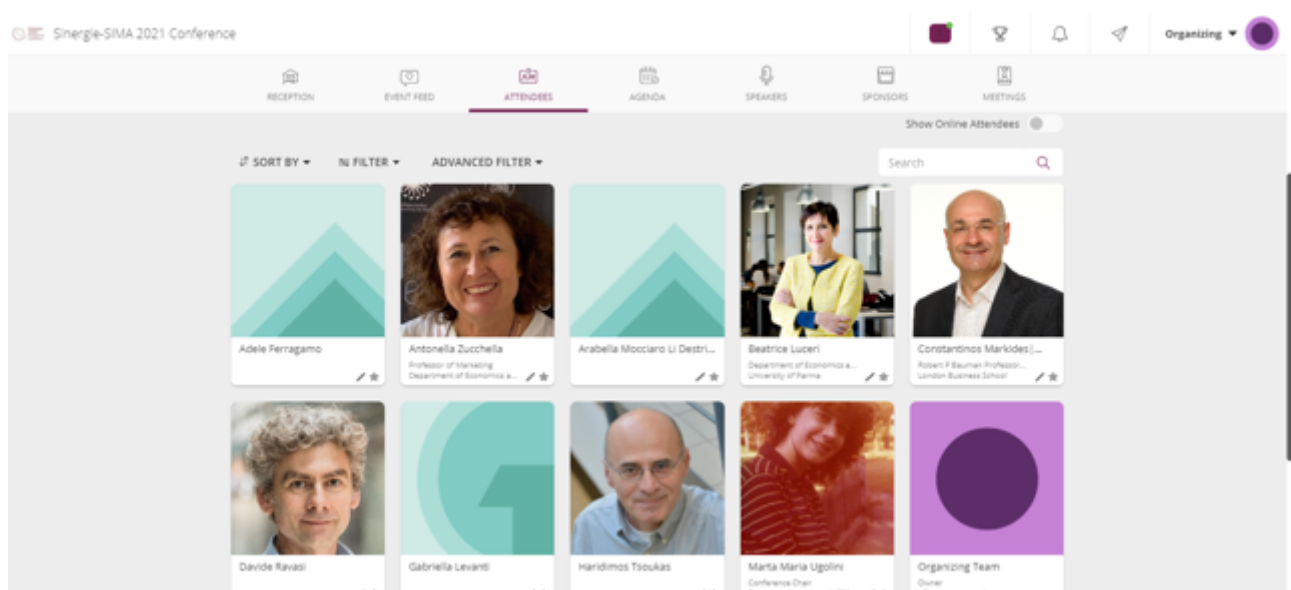 Sinergie-SIMA 2021 Conference
Organizing
RECEPTION
EVENT FEED
ATTENDEES
AGENDA
SPEAKERS
SPONSORS
MEETINGS
Show Online Attendees
SORT BY
FILTER
ADVANCED FILTER
Search
Adele Ferragamo
Antonella Zucchella
Professor of Marketing
Department of Economics a...
Arabella Mocciaro Li Destri...
Beatrice Luceri
Department of Economics a...
University of Parma
Constantinos Markides|...
Robert P Bauman Professor...
London Business School
Davide Ravasi
Gabriella Levanti
Haridimos Tsoukas
Marta Maria Ugolini
Conference Chair
Organizing Team
Owner